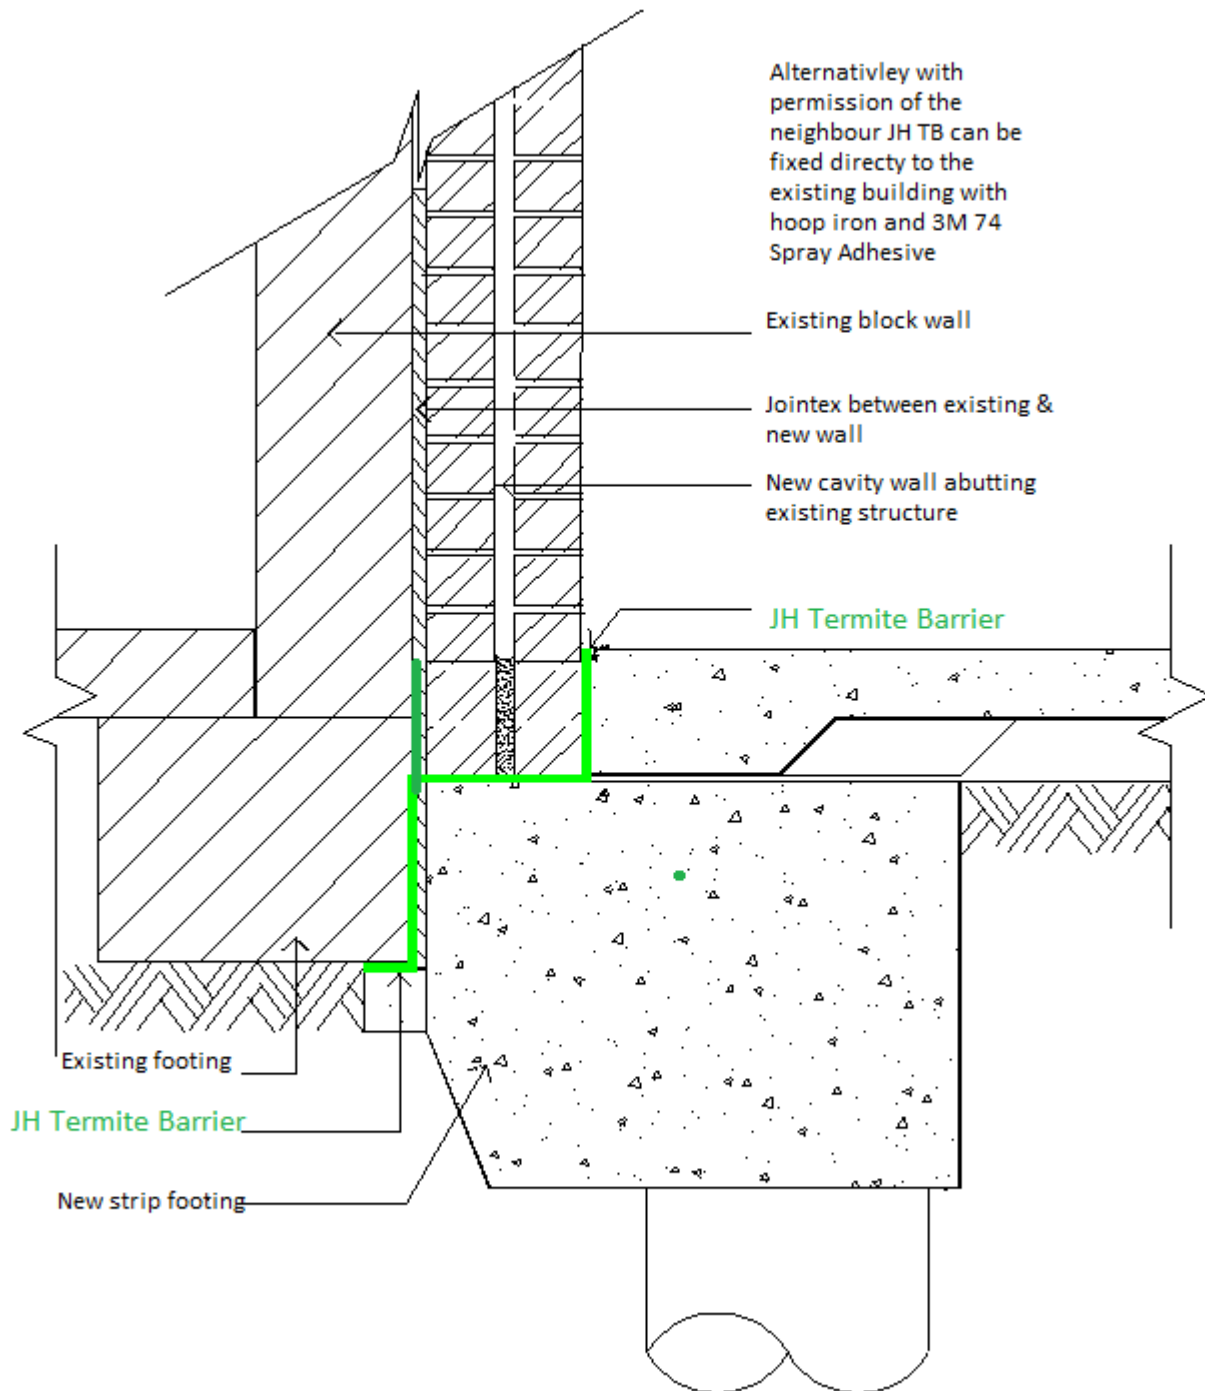 Alternativley with
permission of the
neighbour JH TB can be
fixed directy to the
existing building with
hoop iron and 3M 74
Spray Adhesive
Existing block wall
Jointex between existing &
new wall
New cavity wall abutting
existing structure
JH Termite Barrier
Existing footing
JH Termite Barrier
New strip footing